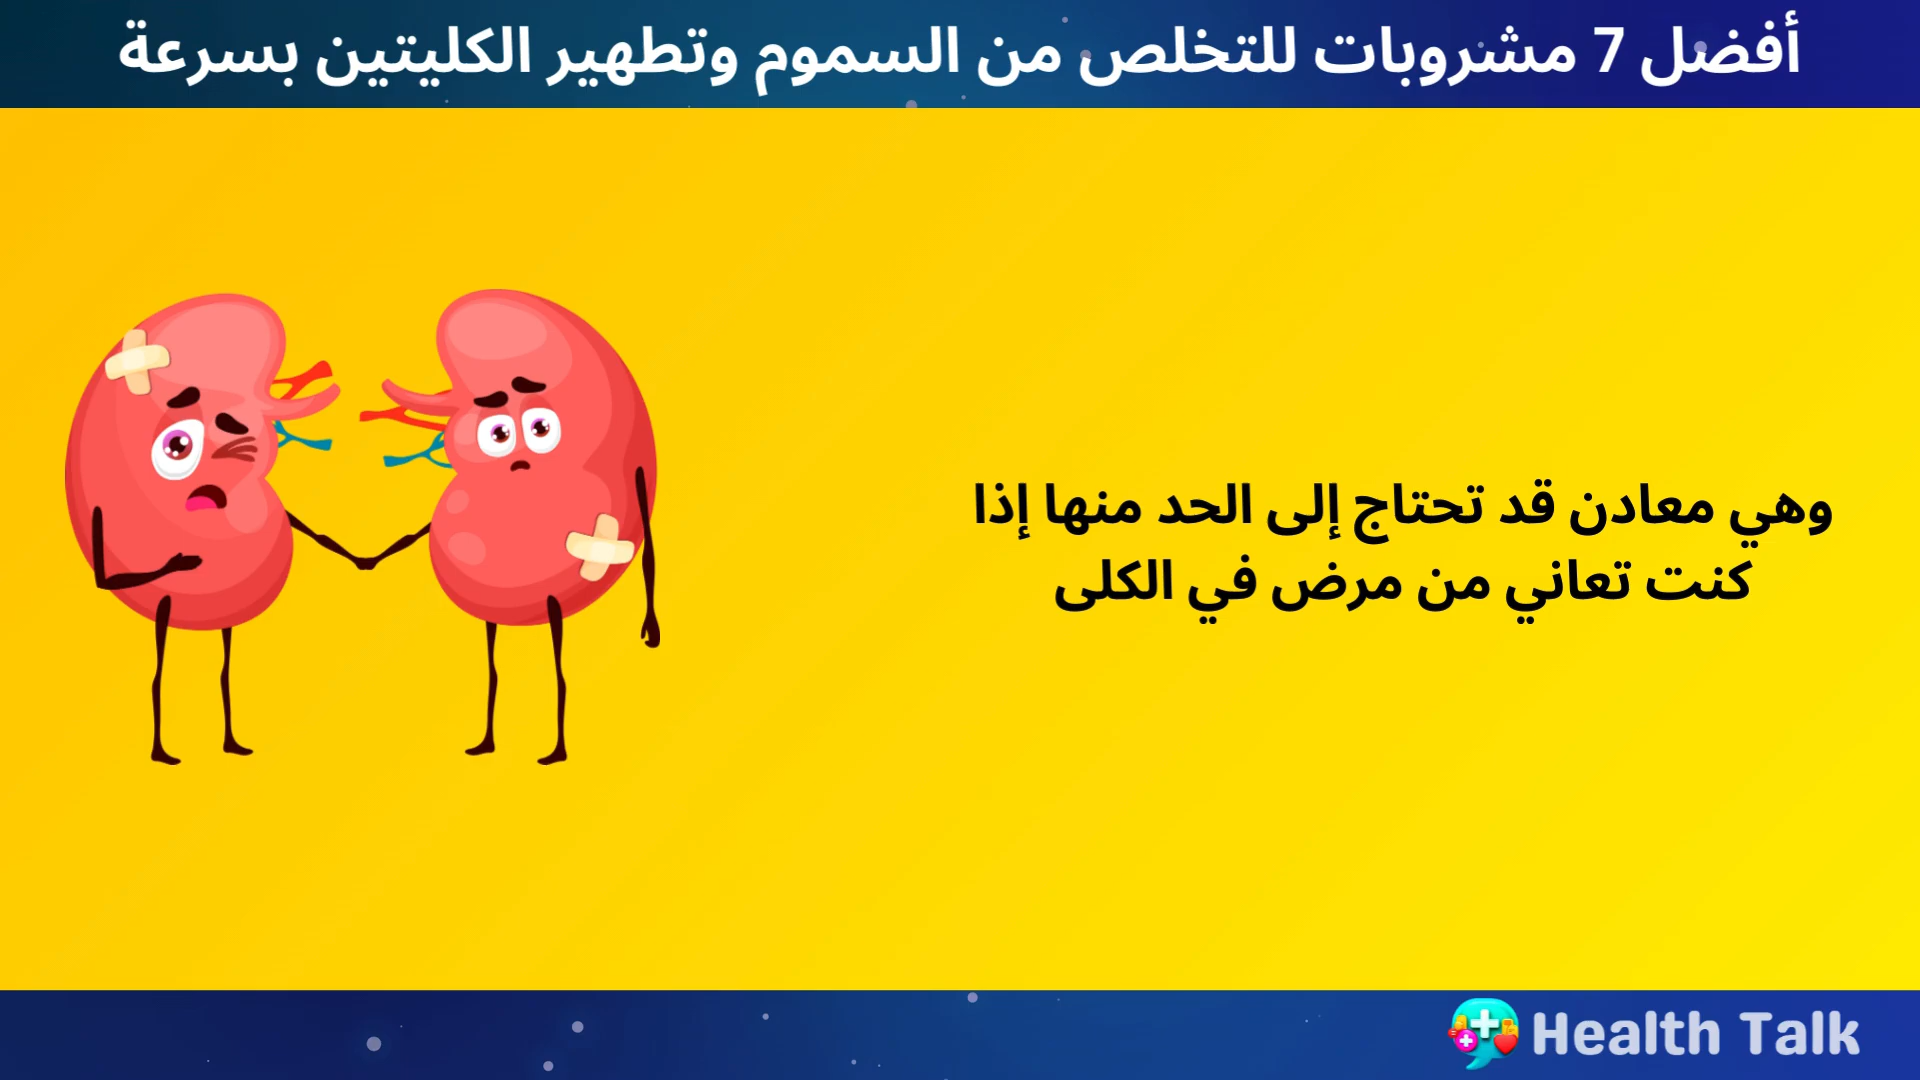 أفضل 7 مشروبات للتخلص من السموم وتطهير الكليتين بسرعة
وهي معادن قد تحتاج إلى الحد منها إذا
كنت تعاني من مرض في الكلى
Health Talk